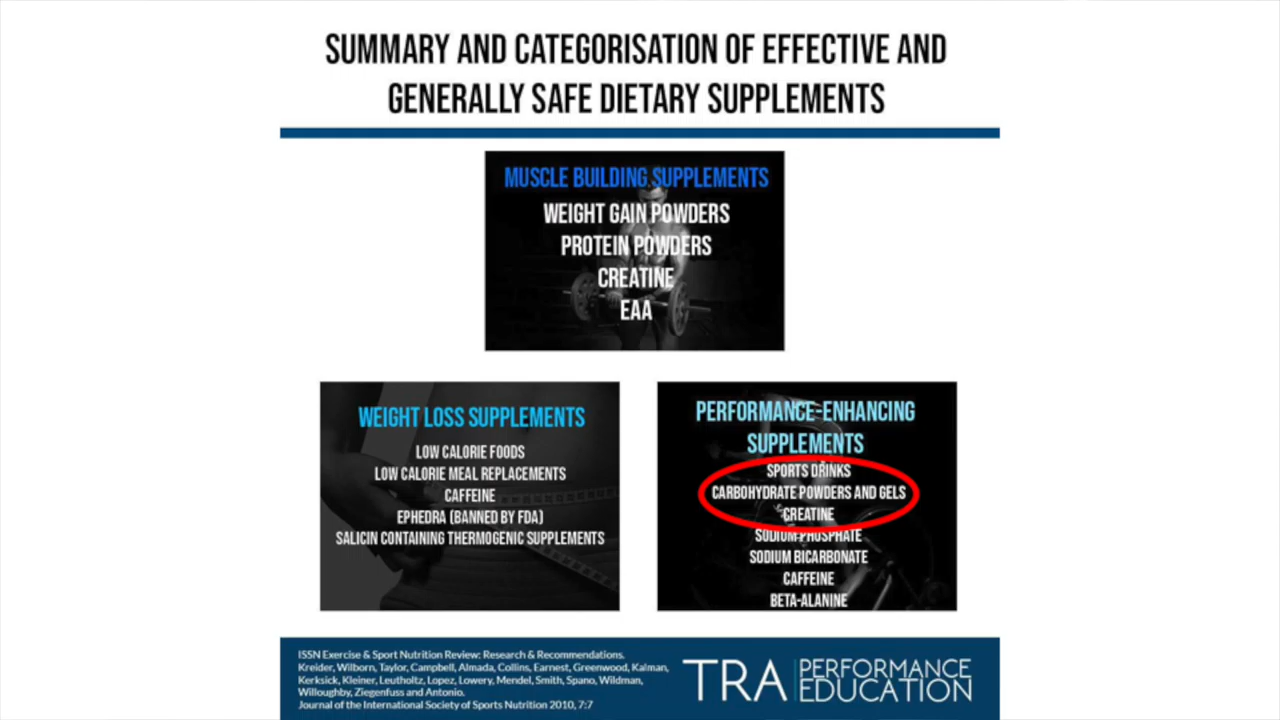 SUMMARY AND CATEGORISATION OF EFFECTIVE AND
GENERALLY SAFE DIETARY SUPPLEMENTS
MUSCLE BUILDING SUPPLEMENTS
WEIGHT GAIN POWDERS
PROTEIN POWDERS
CREATINE
EAA
WEIGHT LOSS SUPPLEMENTS
LOW CALORIE FOODS
LOW CALORIE MEAL REPLACEMENTS
CAFFEINE
EPHEDRA (BANNED BY FDA)
SALICIN CONTAINING THERMOGENIC SUPPLEMENTS
PERFORMANCE-ENHANCING
SUPPLEMENTS
SPORTS DRINKS
CARBOHYDRATE POWDERS AND GELS
CREATINE
SODIUM PHOSPHATE
SODIUM BICARBONATE
CAFFEINE
BETA-ALANINE
ISSN Exercise & Sport Nutrition Review: Research & Recommendations.
Kreider, Wilborn, Taylor, Campbell, Almada, Collins, Earnest, Greenwood, Kalman,
Kerksick, Kleiner, Leutholtz, Lopez, Lowery, Mendel, Smith, Spano, Wildman,
Willoughby, Ziegenfuss and Antonio.
Journal of the International Society of Sports Nutrition 2010, 7:7
TRA PERFORMANCE
EDUCATION